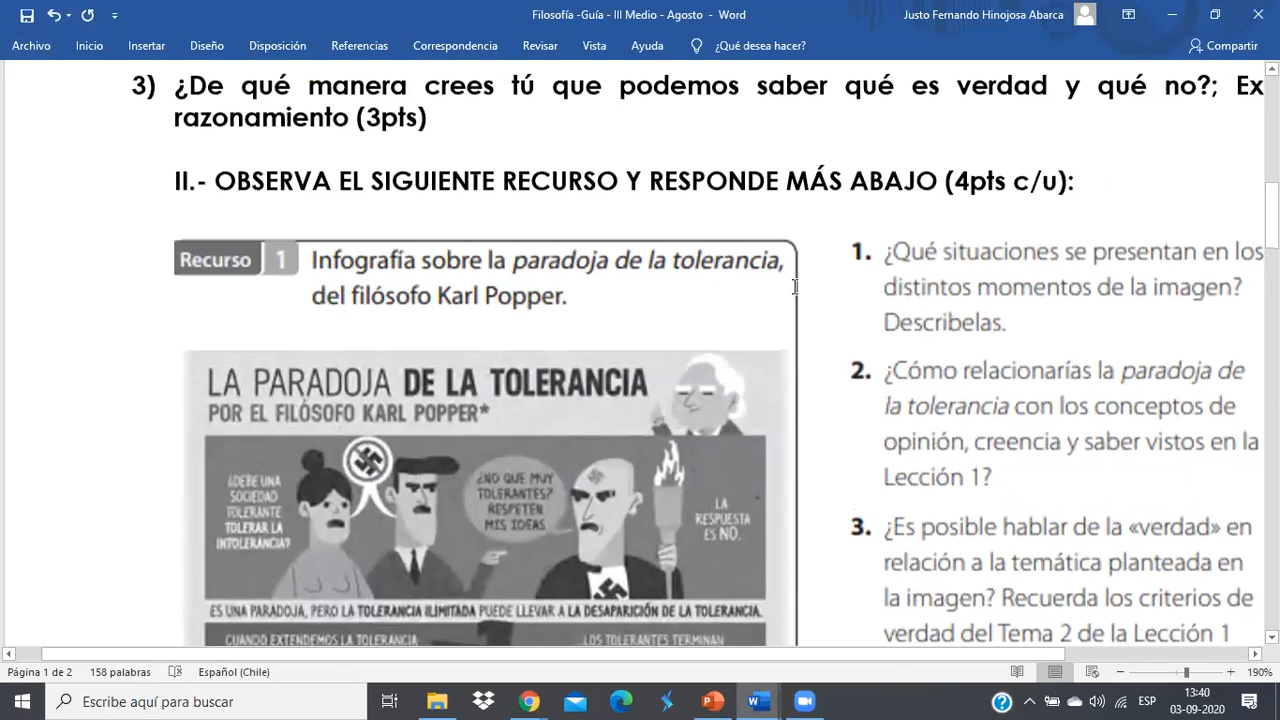 Filosofía -Guía - III Medio - Agosto - Word
Justo Fernando Hinojosa Abarca
Archivo Inicio Insertar Diseño Disposición Referencias Correspondencia Revisar Vista Ayuda ¿Qué desea hacer? Compartir
3) ¿De qué manera crees tú que podemos saber qué es verdad y qué no?; Ex
razonamiento (3pts)
II.- OBSERVA EL SIGUIENTE RECURSO Y RESPONDE MÁS ABAJO (4pts c/u):
Recurso 1 Infografía sobre la paradoja de la tolerancia,
del filósofo Karl Popper.
LA PARADOJA DE LA TOLERANCIA
POR EL FILÓSOFO KARL POPPER*
¿DEBE UNA
SOCIEDAD
TOLERANTE
TOLERAR LA
INTOLERANCIA?
¿NO QUE MUY
TOLERANTES?
RESPETEN
MIS IDEAS
LA
RESPUESTA
ES NO.
ES UNA PARADOJA, PERO LA TOLERANCIA ILIMITADA PUEDE LLEVAR A LA DESAPARICIÓN DE LA TOLERANCIA.
CUANDO EXTENDEMOS LA TOLERANCIA
LOS TOLERANTES TERMINAN
1. ¿Qué situaciones se presentan en los
distintos momentos de la imagen?
Describelas.
2. ¿Cómo relacionarías la paradoja de
la tolerancia con los conceptos de
opinión, creencia y saber vistos en la
Lección 1?
3. ¿Es posible hablar de la «verdad» en
relación a la temática planteada en
la imagen? Recuerda los criterios de
verdad del Tema 2 de la Lección 1
Página 1 de 2 158 palabras Español (Chile) 190%
Escribe aquí para buscar
ESP
13:40
03-09-2020